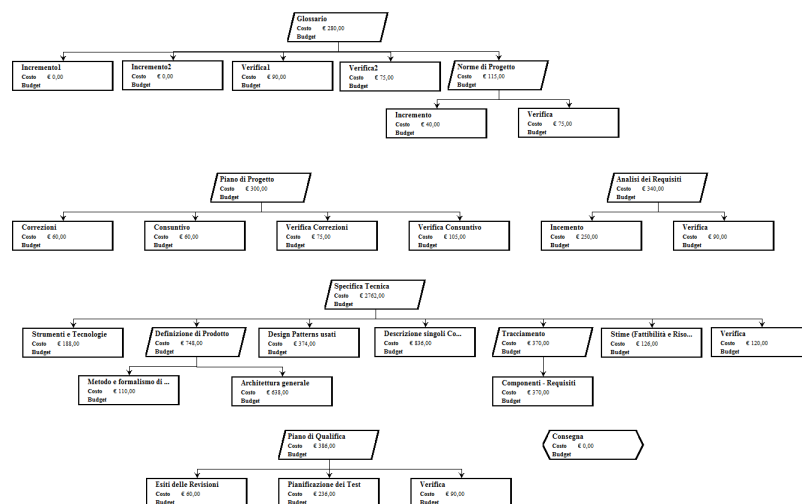 Glossario
Costo € 280,00
Budget
Incremento1
Costo € 0,00
Budget
Incremento2
Costo € 0,00
Budget
Verifica1
Costo € 90,00
Budget
Verifica2
Costo € 75,00
Budget
Norme di Progetto
Costo € 115,00
Budget
Incremento
Costo € 40,00
Budget
Verifica
Costo € 75,00
Budget
Piano di Progetto
Costo € 300,00
Budget
Correzioni
Costo € 60,00
Budget
Consuntivo
Costo € 60,00
Budget
Verifica Correzioni
Costo € 75,00
Budget
Verifica Consuntivo
Costo € 105,00
Budget
Analisi dei Requisiti
Costo € 340,00
Budget
Incemento
Costo € 250,00
Budget
Verifica
Costo € 90,00
Budget
Specifica Tecnica
Costo € 2762,00
Budget
Strumenti e Tecnologie
Costo € 188,00
Budget
Definizione di Prodotto
Costo € 748,00
Budget
Design Patterns usati
Costo € 374,00
Budget
Descrizione singoli Co...
Costo € 836,00
Budget
Tracciamento
Costo € 370,00
Budget
Stime (Fattibilità e Riso...
Costo € 126,00
Budget
Verifica
Costo € 120,00
Budget
Metodo e formalismo di ...
Costo € 110,00
Budget
Architettura generale
Costo € 638,00
Budget
Componenti - Requisiti
Costo € 370,00
Budget
Piano di Qualifica
Costo € 386,00
Budget
Consegna
Costo € 0,00
Budget
Esiti delle Revisioni
Costo € 60,00
Budget
Pianificazione dei Test
Costo € 236,00
Budget
Verifica
Costo € 90,00
Budget